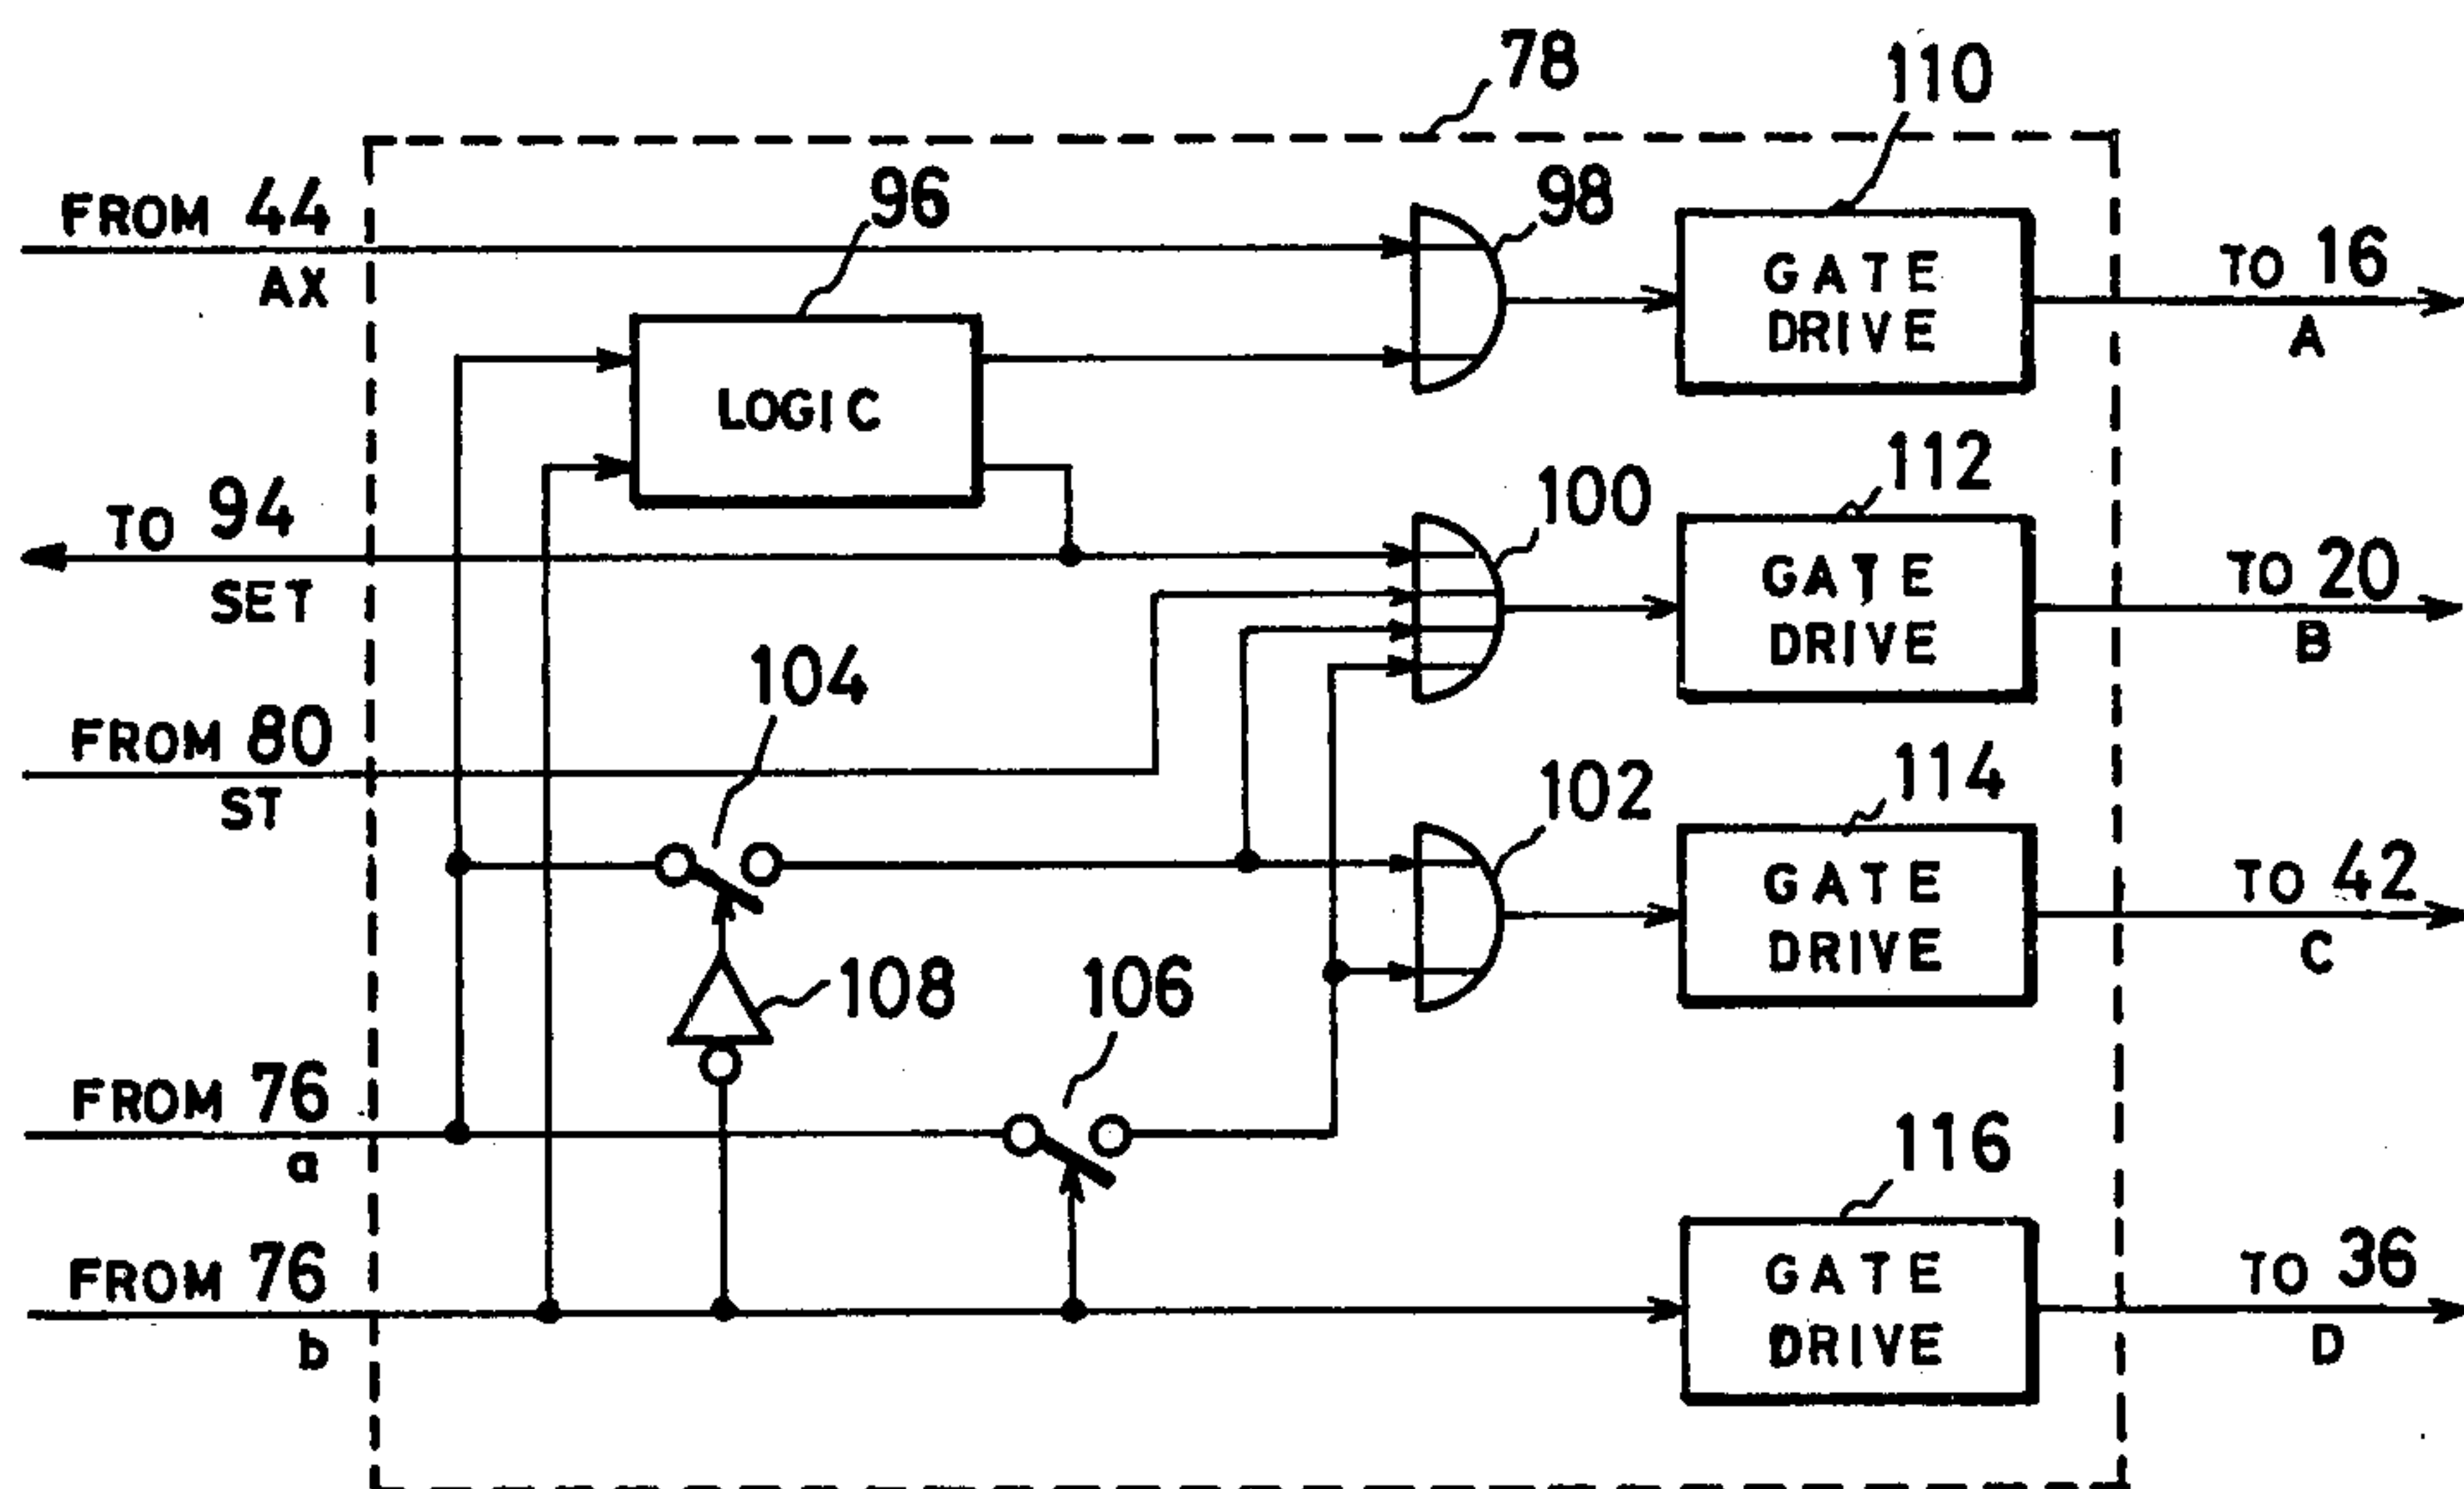 78
110
98
FROM 44
AX
96
GATE
DRIVE
TO 16
A
LOGIC
TO 94
SET
100
112
GATE
DRIVE
TO 20
B
104
FROM 80
ST
102
114
GATE
DRIVE
TO 42
C
108
106
FROM 76
a
116
FROM 76
b
GATE
DRIVE
TO 36
D